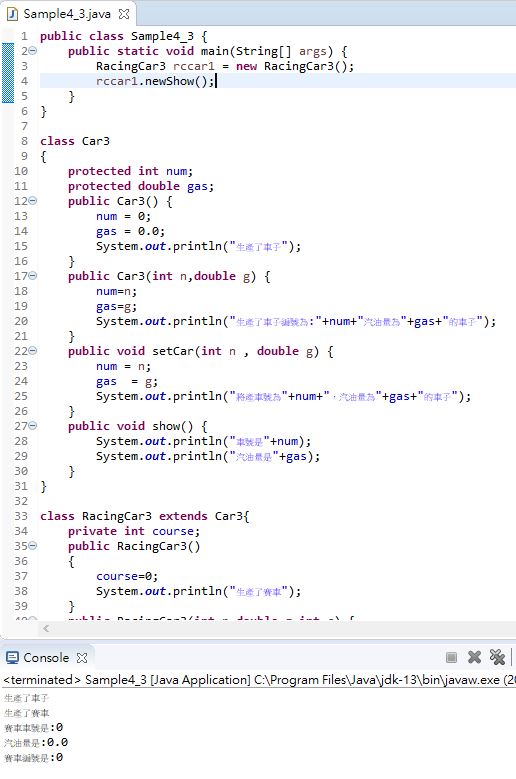 Sample4_3.java
1 public class Sample4_3 {
2 public static void main(String[] args) {
3 RacingCar3 rccar1 = new RacingCar3();
4 rccar1.newShow();
5 }
6 }
7
8 class Car3
9 {
10 protected int num;
11 protected double gas;
12 public Car3() {
13 num = 0;
14 gas = 0.0;
15 System.out.println("生產了車子");
16 }
17 public Car3(int n,double g) {
18 num=n;
19 gas=g;
20 System.out.println("生產了車子編號為:"+num+"汽油量為"+gas+"的車子");
21 }
22 public void setCar(int n , double g) {
23 num = n;
24 gas = g;
25 System.out.println("將產車號為"+num+"，汽油量為"+gas+"的車子");
26 }
27 public void show() {
28 System.out.println("車號是"+num);
29 System.out.println("汽油量是"+gas);
30 }
31 }
32
33 class RacingCar3 extends Car3{
34 private int course;
35 public RacingCar3()
36 {
37 course=0;
38 System.out.println("生產了賽車");
39 }
Console
<terminated> Sample4_3 [Java Application] C:\Program Files\Java\jdk-13\bin\javaw.exe (20
生產了車子
生產了賽車
賽車車號是:0
汽油量是:0.0
賽車編號是:0